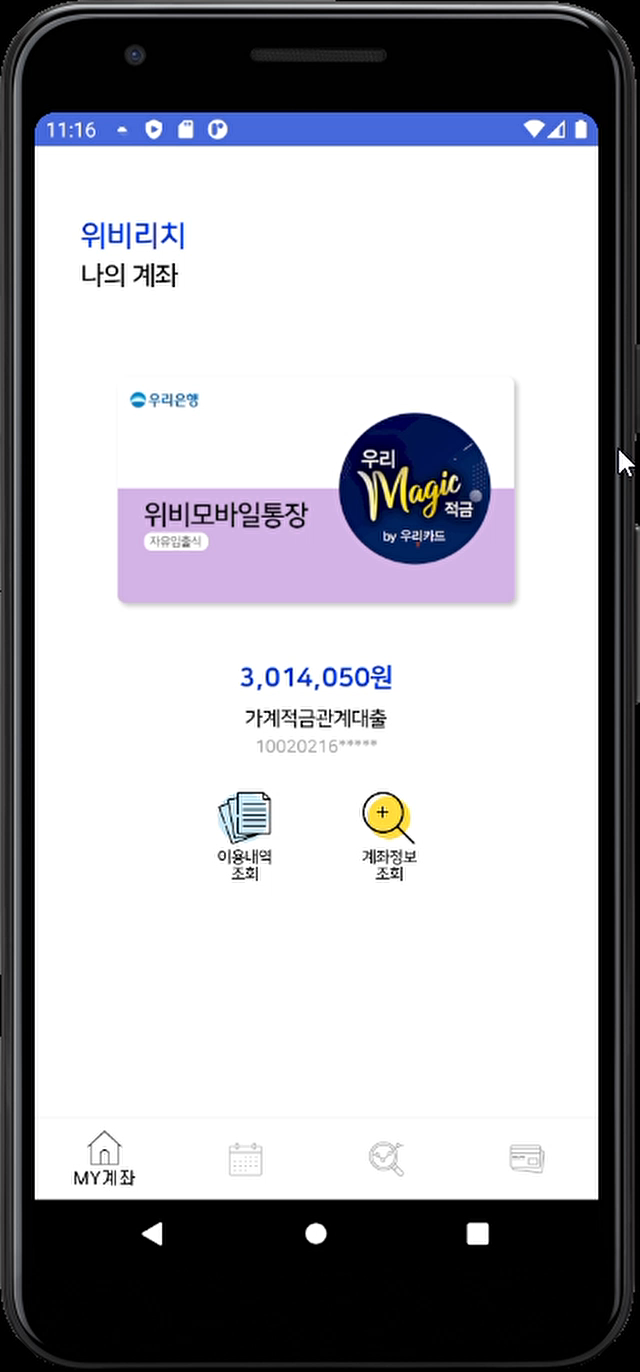 11:16
위비리치
나의 계좌
우리은행
우리
Magic
적금
by 우리카드
위비모바일통장
자유입출식
3,014,050원
가계적금관계대출
10020216*****
이용내역
조회
계좌정보
조회
MY계좌